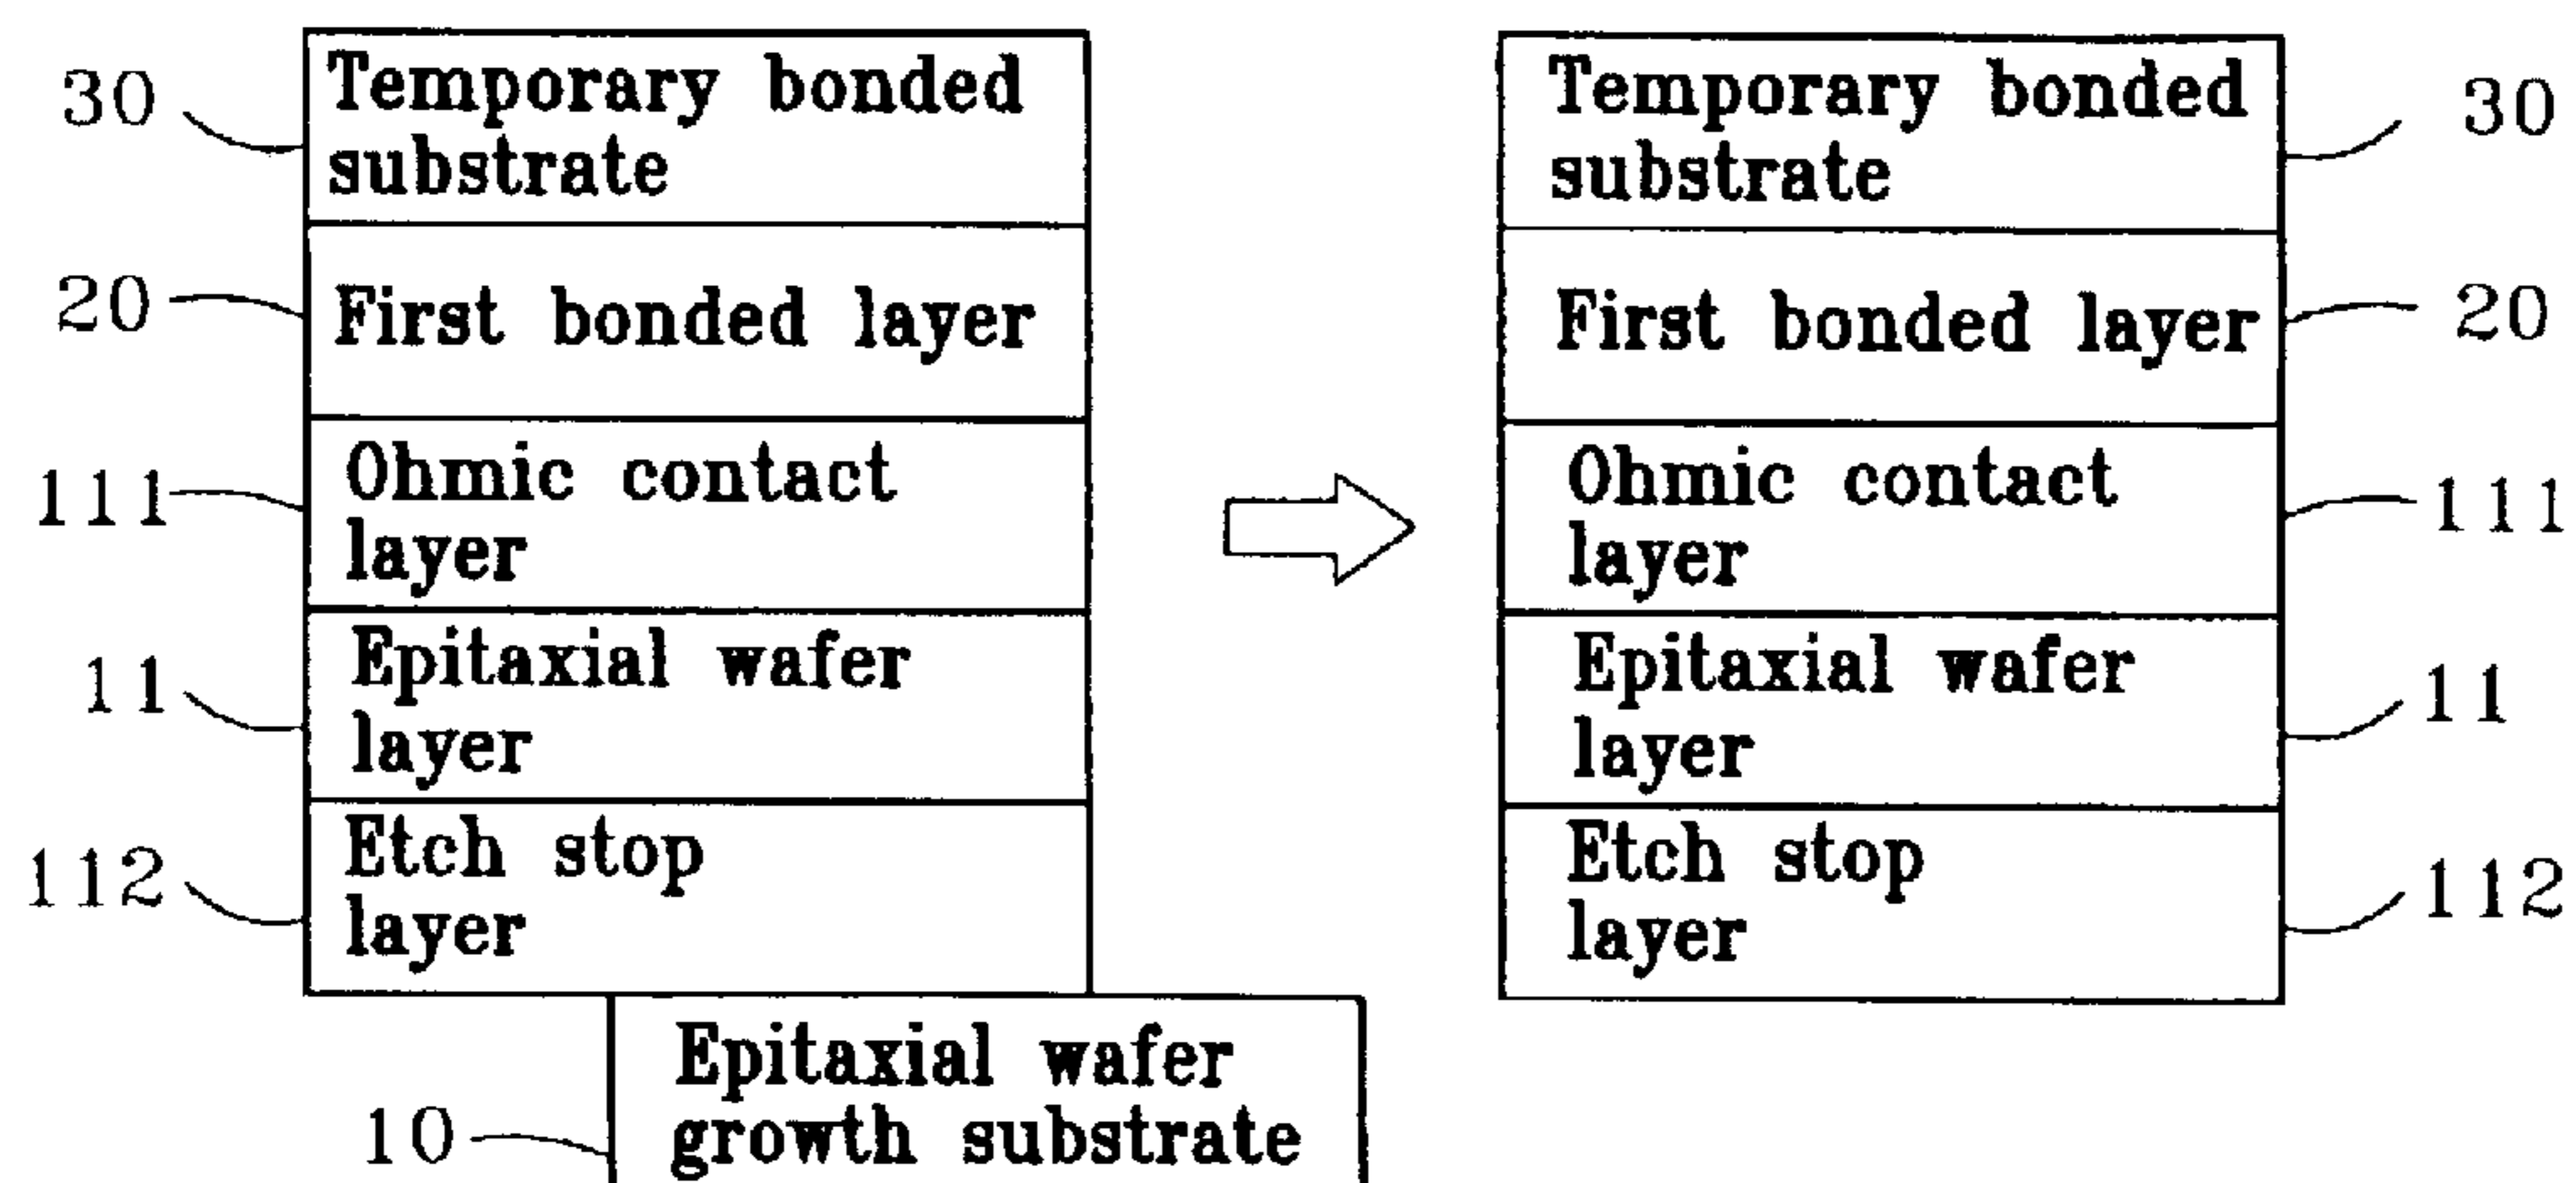 30
Temporary bonded
substrate
20
First bonded layer
111
Ohmic contact
layer
11
Epitaxial wafer
layer
112
Etch stop
layer
10
Epitaxial wafer
growth substrate
Temporary bonded
substrate
30
First bonded layer
20
Ohmic contact
layer
111
Epitaxial wafer
layer
11
Etch stop
layer
112